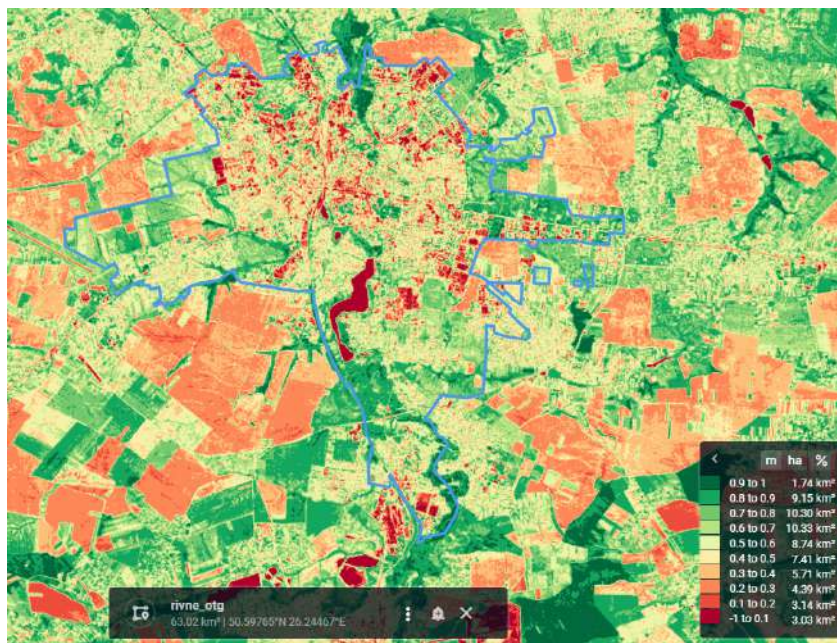 m ha %
0.9 to 1 1.74 km²
0.8 to 0.9 9.15 km²
0.7 to 0.8 10.30 km²
0.6 to 0.7 10.33 km²
0.5 to 0.6 8.74 km²
0.4 to 0.5 7.41 km²
0.3 to 0.4 5.71 km²
0.2 to 0.3 4.39 km²
0.1 to 0.2 3.14 km²
-1 to 0.1 3.03 km²
rivne_otg
63.02 km² | 50.59765°N 26.24467°E